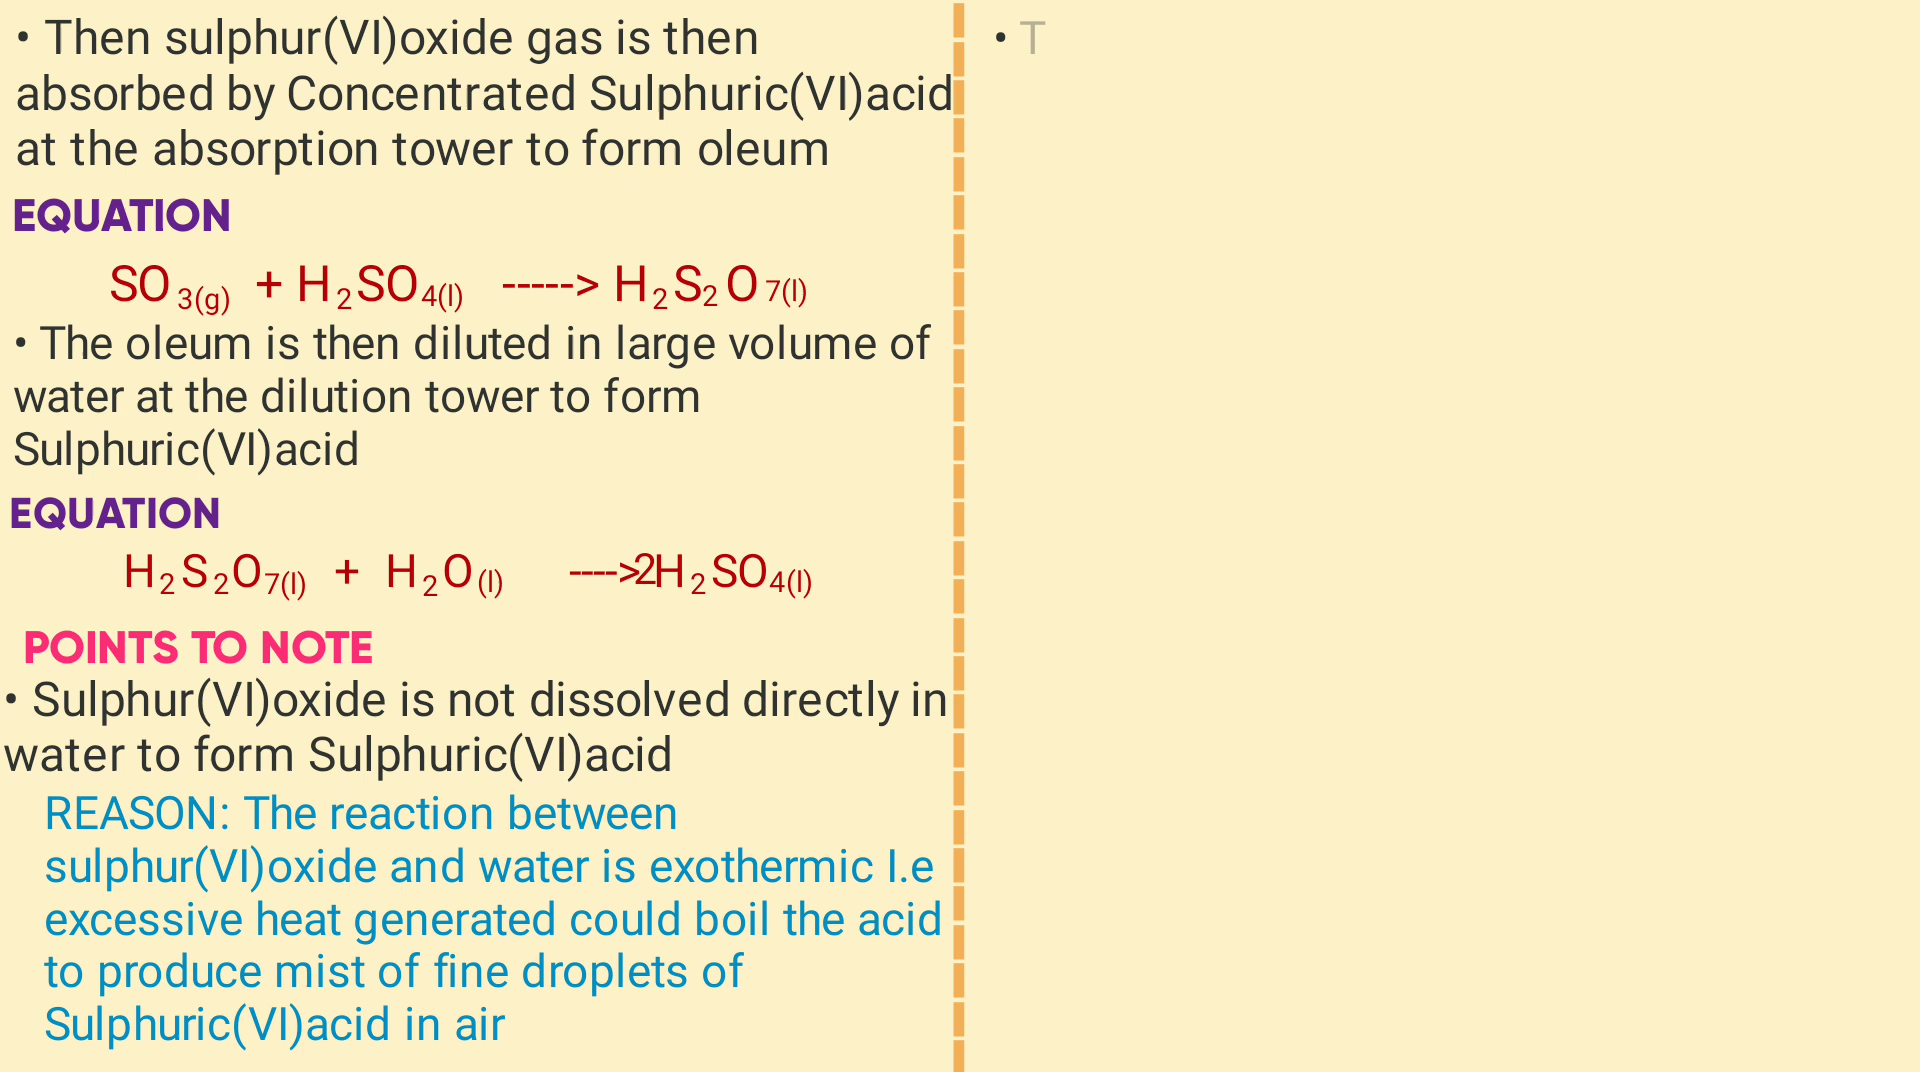 • Then sulphur(VI)oxide gas is then
absorbed by Concentrated Sulphuric(VI)acid
at the absorption tower to form oleum
EQUATION
SO3(g) + H2SO4(l) -----> H2S2O7(l)
• The oleum is then diluted in large volume of
water at the dilution tower to form
Sulphuric(VI)acid
EQUATION
H2S2O7(l) + H2O(l) ---->2H2SO4(l)
POINTS TO NOTE
• Sulphur(VI)oxide is not dissolved directly in
water to form Sulphuric(VI)acid
REASON: The reaction between
sulphur(VI)oxide and water is exothermic I.e
excessive heat generated could boil the acid
to produce mist of fine droplets of
Sulphuric(VI)acid in air
• T